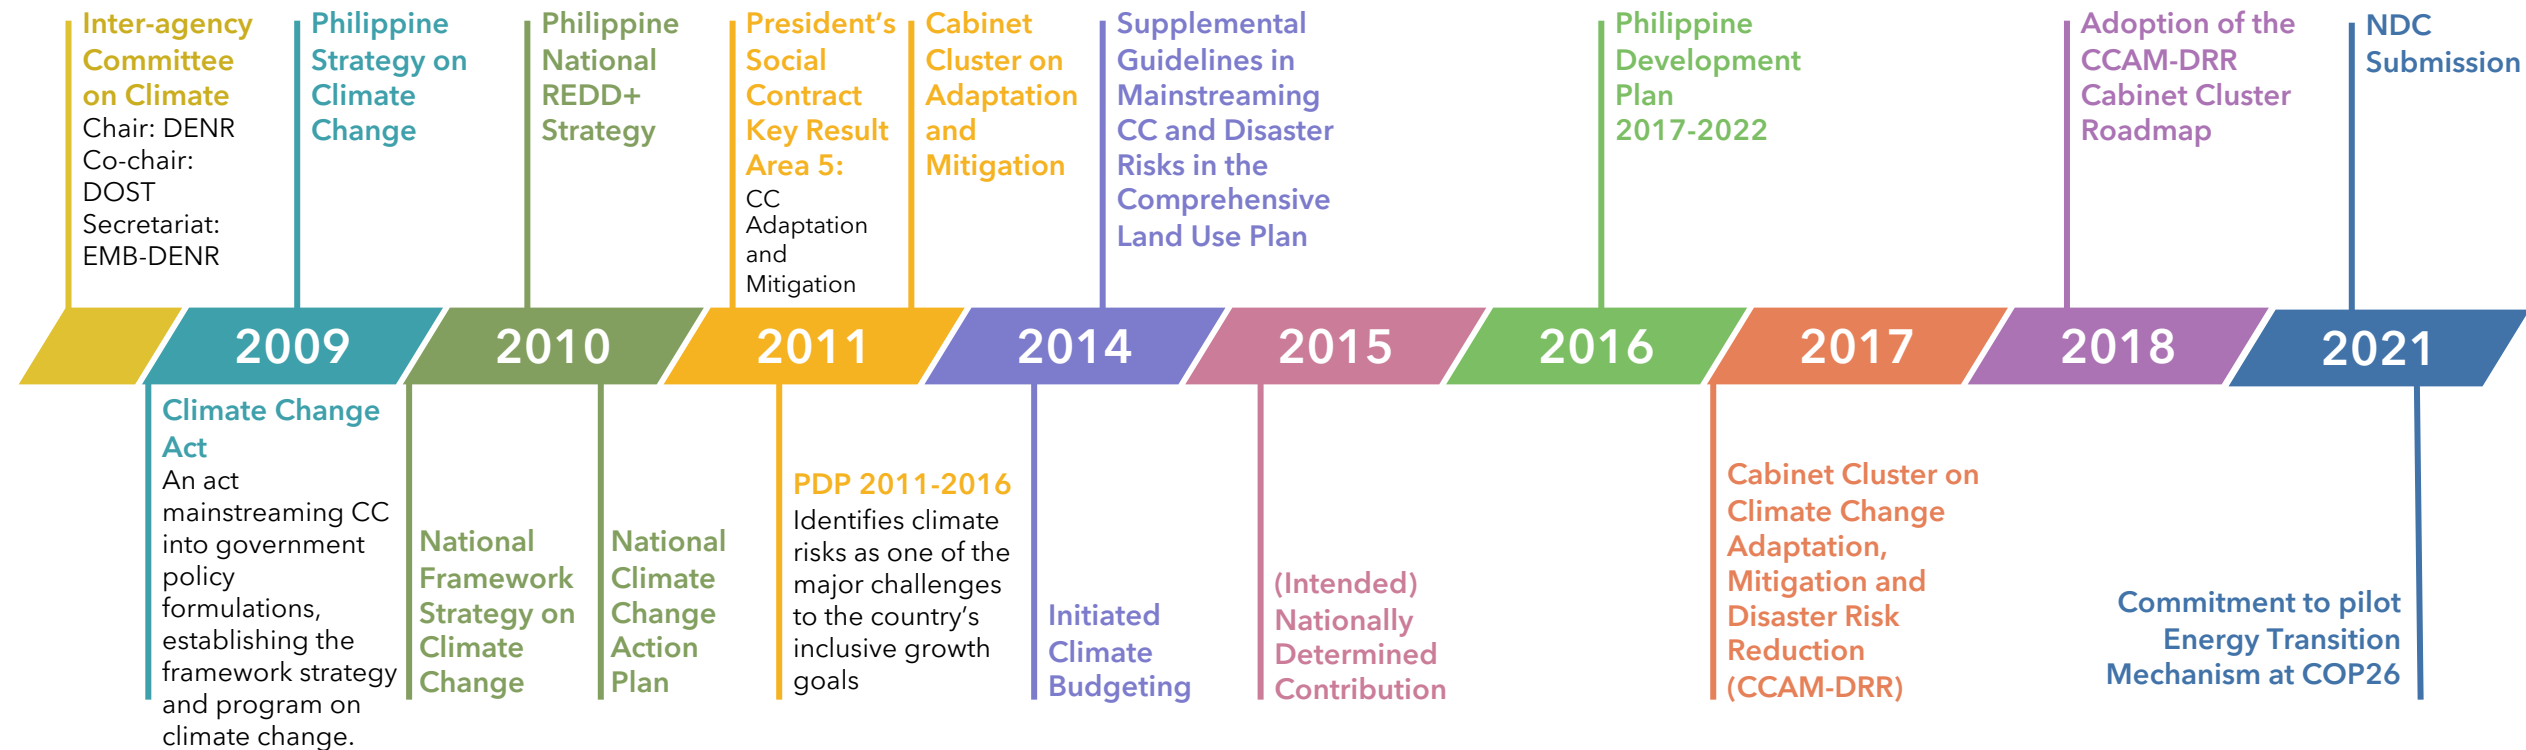 Inter-agency
Committee
on Climate
Chair: DENR
Co-chair:
DOST
Secretariat:
EMB-DENR
Philippine
Strategy on
Climate
Change
Philippine
National
REDD+
Strategy
President’s
Social
Contract
Key Result
Area 5:
CC
Adaptation
and
Mitigation
Cabinet
Cluster on
Adaptation
and
Mitigation
Supplemental
Guidelines in
Mainstreaming
CC and Disaster
Risks in the
Comprehensive
Land Use Plan
Philippine
Development
Plan
2017-2022
Adoption of the
CCAM-DRR
Cabinet Cluster
Roadmap
NDC
Submission
2009
2010
2011
2014
2015
2016
2017
2018
2021
Climate Change
Act
An act
mainstreaming CC
into government
policy
formulations,
establishing the
framework strategy
and program on
climate change.
National
Framework
Strategy on
Climate
Change
National
Climate
Change
Action
Plan
PDP 2011-2016
Identifies climate
risks as one of the
major challenges
to the country’s
inclusive growth
goals
Initiated
Climate
Budgeting
(Intended)
Nationally
Determined
Contribution
Cabinet Cluster on
Climate Change
Adaptation,
Mitigation and
Disaster Risk
Reduction
(CCAM-DRR)
Commitment to pilot
Energy Transition
Mechanism at COP26